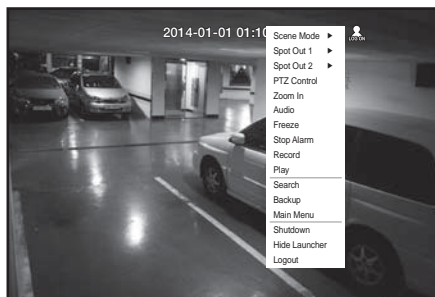 2014-01-01 01:10
LOG ON
Scene Mode
Spot Out 1
Spot Out 2
PTZ Control
Zoom In
Audio
Freeze
Stop Alarm
Record
Play
Search
Backup
Main Menu
Shutdown
Hide Launcher
Logout